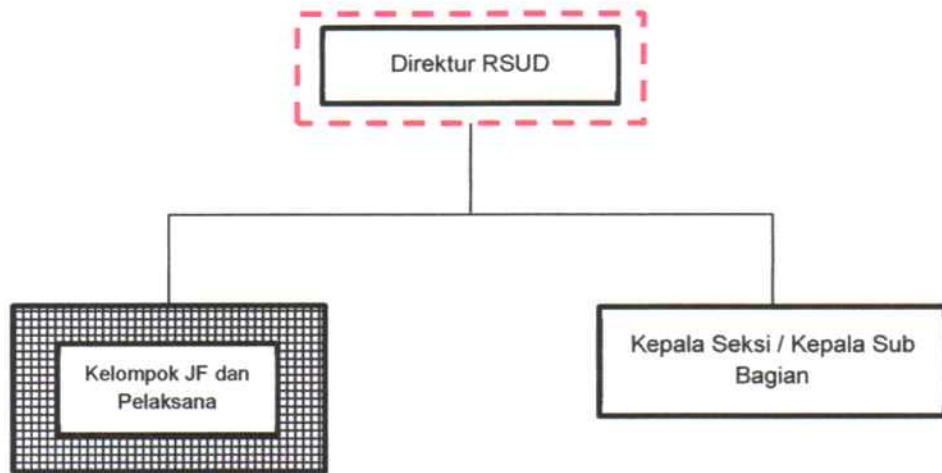 Direktur RSUD
Kelompok JF dan
Pelaksana
Kepala Seksi / Kepala Sub
Bagian